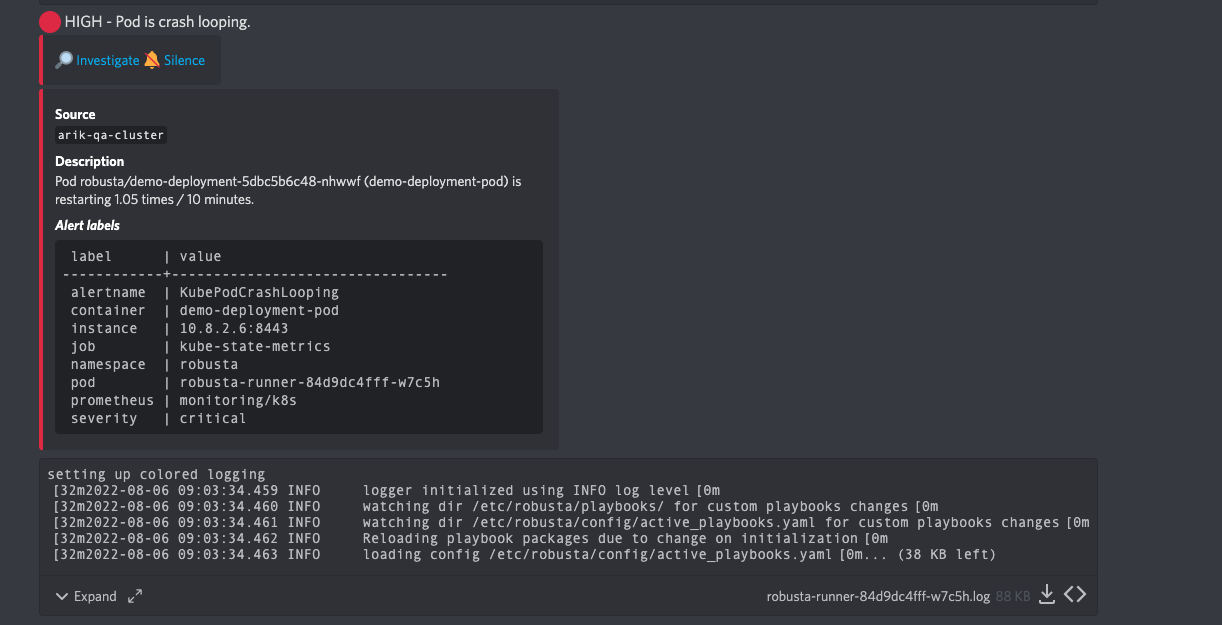 HIGH - Pod is crash looping.
Investigate Silence
Source
arik-qa-cluster
Description
Pod robusta/demo-deployment-5dbc5b6c48-nhwwf (demo-deployment-pod) is
restarting 1.05 times / 10 minutes.
Alert labels
label | value
------------+---------------------------------
alertname | KubePodCrashLooping
container | demo-deployment-pod
instance | 10.8.2.6:8443
job | kube-state-metrics
namespace | robusta
pod | robusta-runner-84d9dc4fff-w7c5h
prometheus | monitoring/k8s
severity | critical
setting up colored logging
[32m2022-08-06 09:03:34.459 INFO     logger initialized using INFO log level[0m
[32m2022-08-06 09:03:34.460 INFO     watching dir /etc/robusta/playbooks/ for custom playbooks changes[0m
[32m2022-08-06 09:03:34.461 INFO     watching dir /etc/robusta/config/active_playbooks.yaml for custom playbooks changes[0m
[32m2022-08-06 09:03:34.462 INFO     Reloading playbook packages due to change on initialization[0m
[32m2022-08-06 09:03:34.463 INFO     loading config /etc/robusta/config/active_playbooks.yaml[0m... (38 KB left)
Expand robusta-runner-84d9dc4fff-w7c5h.log 88 KB